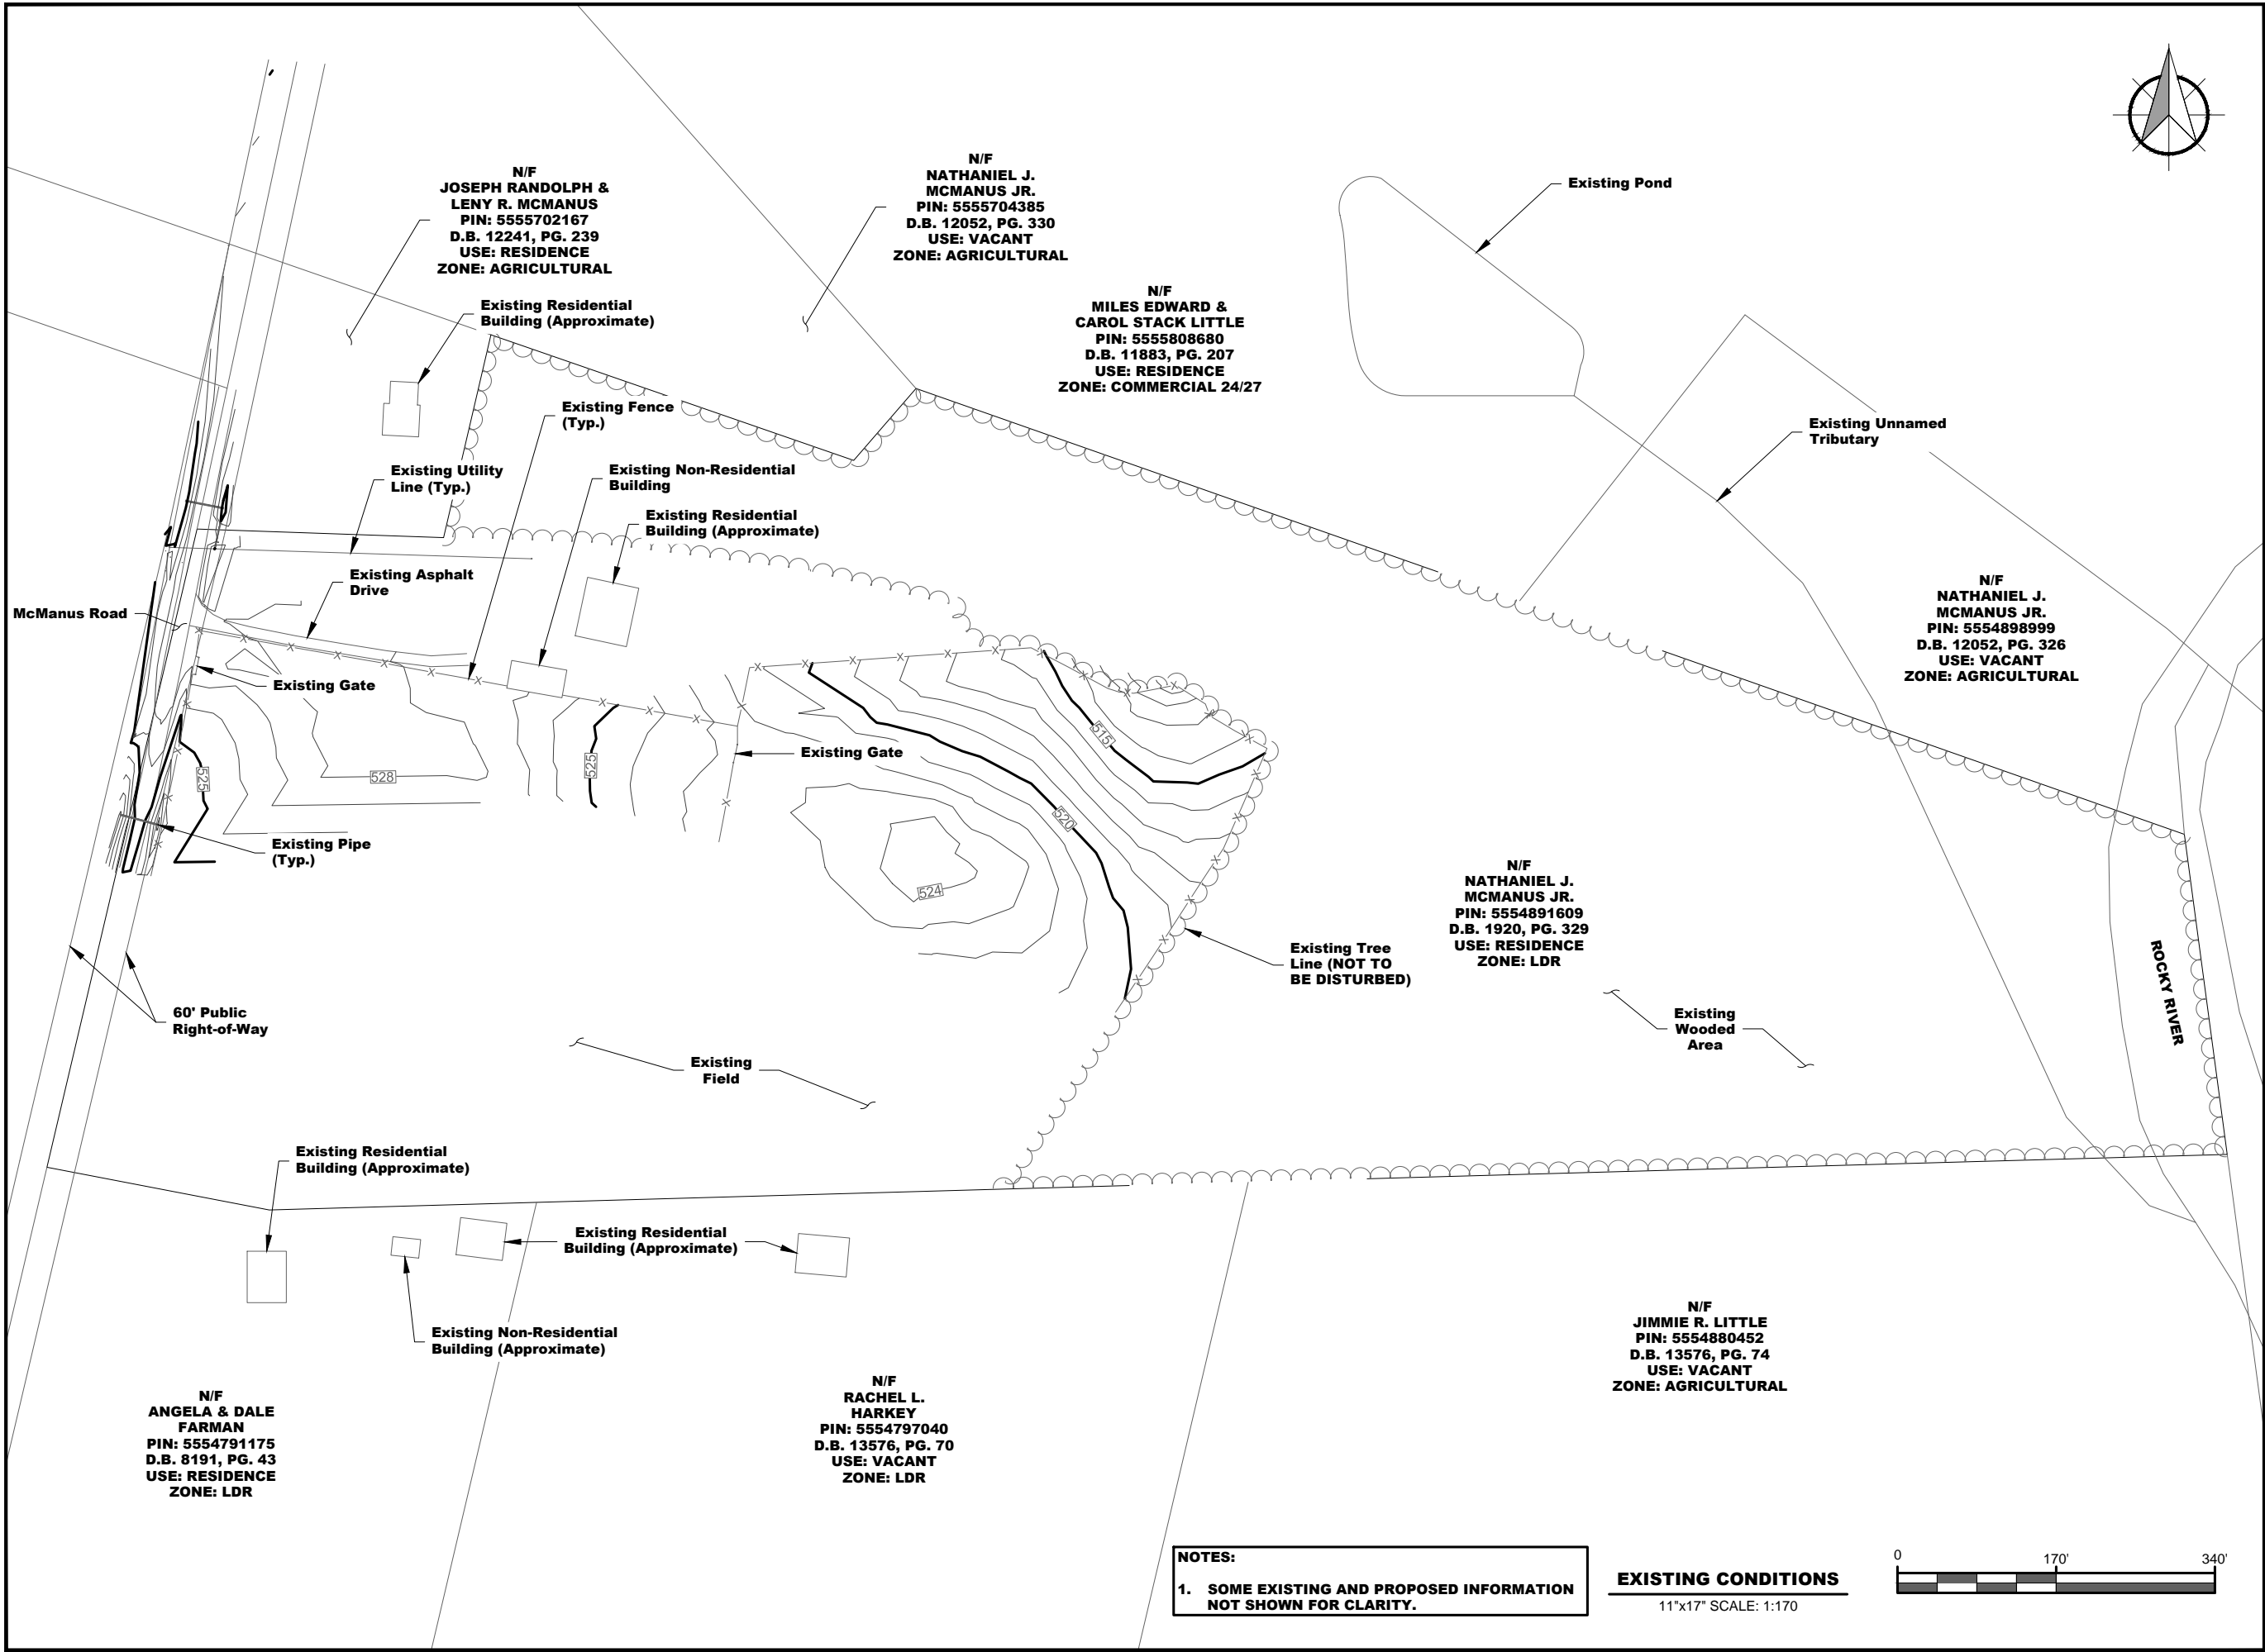 N/F
JOSEPH RANDOLPH &
LENY R. MCMANUS
PIN: 5555702167
D.B. 12241, PG. 239
USE: RESIDENCE
ZONE: AGRICULTURAL
N/F
NATHANIEL J.
MCMANUS JR.
PIN: 5555704385
D.B. 12052, PG. 330
USE: VACANT
ZONE: AGRICULTURAL
Existing Pond
N/F
MILES EDWARD &
CAROL STACK LITTLE
PIN: 5555808680
D.B. 11883, PG. 207
USE: RESIDENCE
ZONE: COMMERCIAL 24/27
Existing Residential
Building (Approximate)
Existing Fence
(Typ.)
Existing Unnamed
Tributary
Existing Utility
Line (Typ.)
Existing Non-Residential
Building
Existing Residential
Building (Approximate)
Existing Asphalt
Drive
McManus Road
N/F
NATHANIEL J.
MCMANUS JR.
PIN: 5554898999
D.B. 12052, PG. 326
USE: VACANT
ZONE: AGRICULTURAL
Existing Gate
Existing Gate
515
525
528
525
520
524
Existing Pipe
(Typ.)
N/F
NATHANIEL J.
MCMANUS JR.
PIN: 5554891609
D.B. 1920, PG. 329
USE: RESIDENCE
ZONE: LDR
Existing Tree
Line (NOT TO
BE DISTURBED)
ROCKY RIVER
60' Public
Right-of-Way
Existing
Wooded
Area
Existing
Field
Existing Residential
Building (Approximate)
Existing Residential
Building (Approximate)
Existing Non-Residential
Building (Approximate)
N/F
JIMMIE R. LITTLE
PIN: 5554880452
D.B. 13576, PG. 74
USE: VACANT
ZONE: AGRICULTURAL
N/F
ANGELA & DALE
FARMAN
PIN: 5554791175
D.B. 8191, PG. 43
USE: RESIDENCE
ZONE: LDR
N/F
RACHEL L.
HARKEY
PIN: 5554797040
D.B. 13576, PG. 70
USE: VACANT
ZONE: LDR
NOTES:
1. SOME EXISTING AND PROPOSED INFORMATION
NOT SHOWN FOR CLARITY.
EXISTING CONDITIONS
11"x17" SCALE: 1:170
0 170' 340'